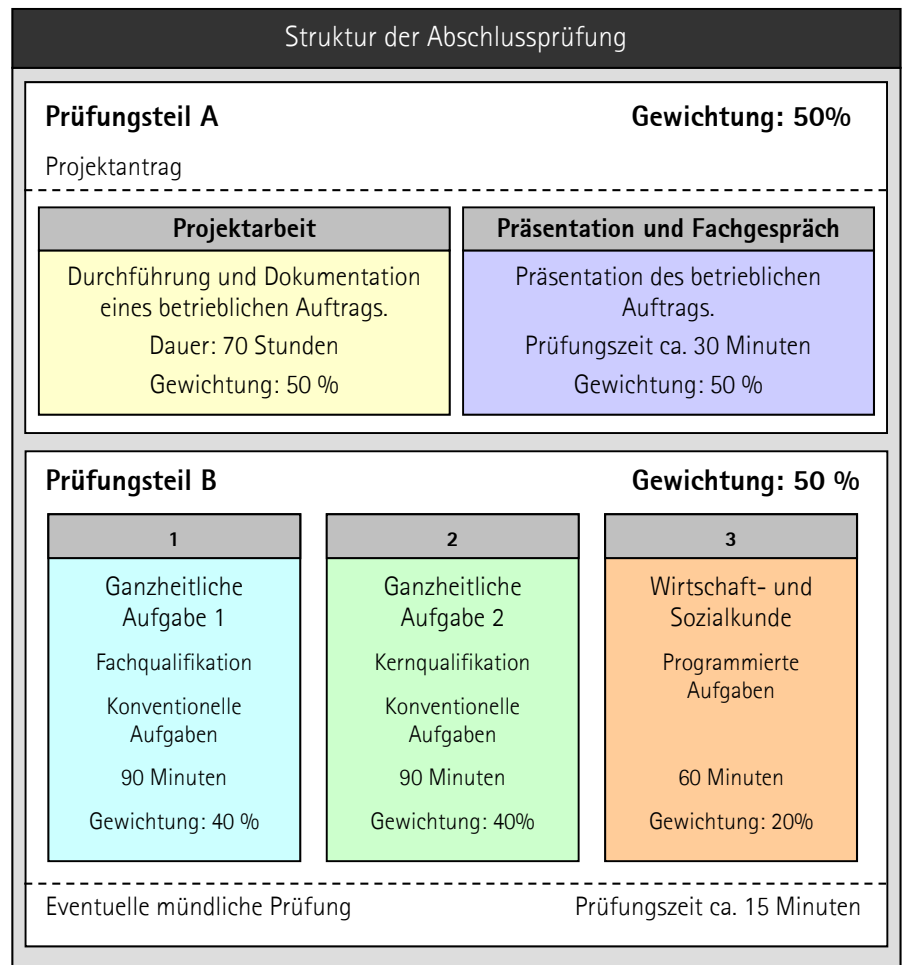 Struktur der Abschlussprüfung
Prüfungsteil A Gewichtung: 50%
Projektantrag
Projektarbeit
Durchführung und Dokumentation
eines betrieblichen Auftrags.
Dauer: 70 Stunden
Gewichtung: 50 %
Präsentation und Fachgespräch
Präsentation des betrieblichen
Auftrags.
Prüfungszeit ca. 30 Minuten
Gewichtung: 50 %
Prüfungsteil B Gewichtung: 50 %
1
Ganzheitliche
Aufgabe 1
Fachqualifikation
Konventionelle
Aufgaben
90 Minuten
Gewichtung: 40 %
2
Ganzheitliche
Aufgabe 2
Kernqualifikation
Konventionelle
Aufgaben
90 Minuten
Gewichtung: 40%
3
Wirtschaft- und
Sozialkunde
Programmierte
Aufgaben
60 Minuten
Gewichtung: 20%
Eventuelle mündliche Prüfung Prüfungszeit ca. 15 Minuten